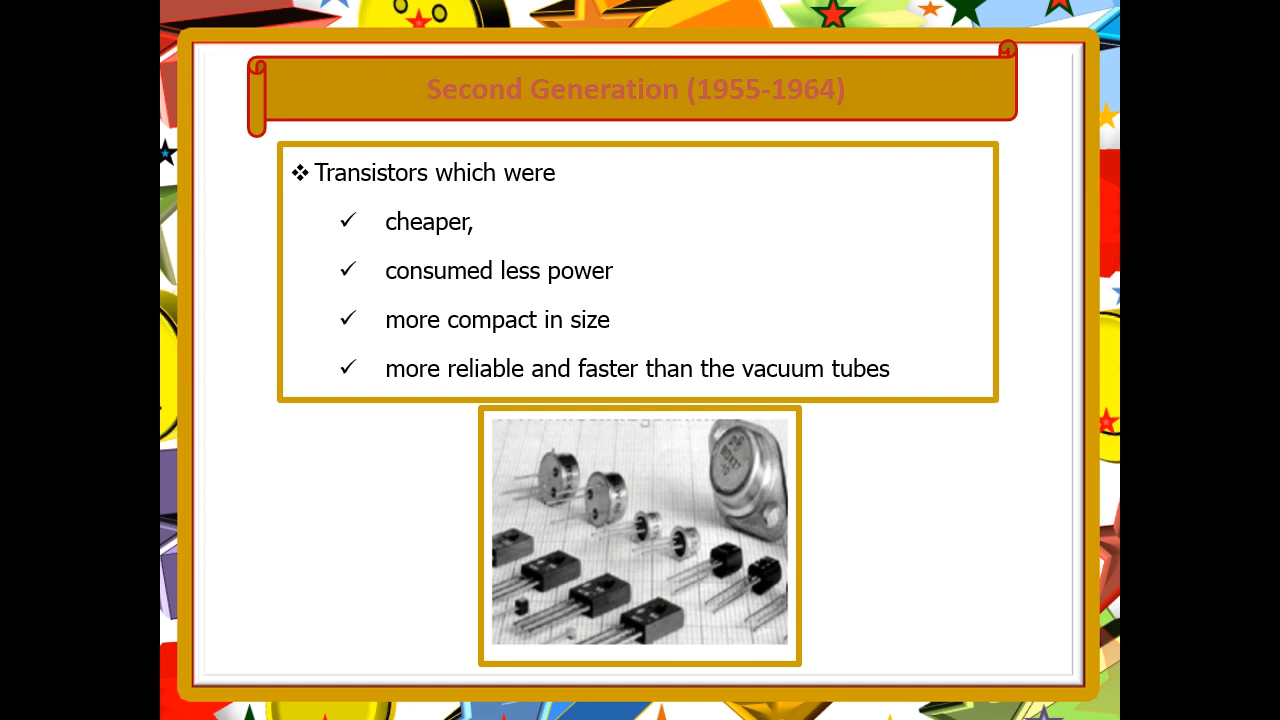 Second Generation (1955-1964)
❖ Transistors which were
✓ cheaper,
✓ consumed less power
✓ more compact in size
✓ more reliable and faster than the vacuum tubes